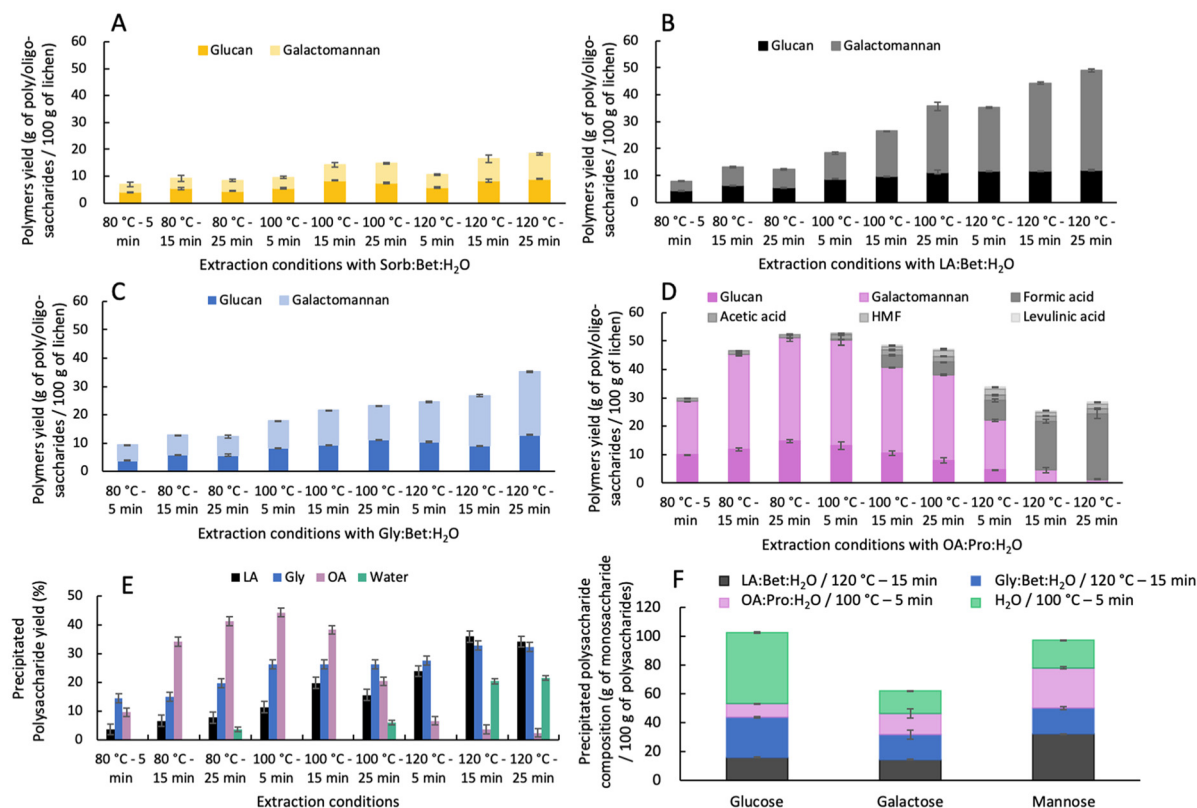 A
Polymers yield (g of poly/oligo-
saccharides / 100 g of lichen)
60
50
40
30
20
10
0
Glucan
Galactomannan
80 °C - 5 80 °C - 80 °C - 100 °C - 100 °C - 100 °C - 120 °C - 120 °C - 120 °C -
min 15 min 25 min 5 min 15 min 25 min 5 min 15 min 25 min
Extraction conditions with Sorb:Bet:H₂O
B
Polymers yield (g of poly/oligo-
saccharides / 100 g of lichen)
60
50
40
30
20
10
0
Glucan
Galactomannan
80 °C - 5 80 °C - 80 °C - 100 °C - 100 °C - 100 °C - 120 °C - 120 °C - 120 °C -
min 15 min 25 min 5 min 15 min 25 min 5 min 15 min 25 min
Extraction conditions with LA:Bet:H₂O
C
Polymers yield (g of poly/oligo-
saccharides / 100 g of lichen)
60
50
40
30
20
10
0
Glucan
Galactomannan
80 °C - 80 °C - 80 °C - 100 °C - 100 °C - 100 °C - 120 °C - 120 °C - 120 °C -
5 min 15 min 25 min 5 min 15 min 25 min 5 min 15 min 25 min
Extraction conditions with Gly:Bet:H₂O
D
Polymers yield (g of poly/oligo-
saccharides / 100 g of lichen)
60
50
40
30
20
10
0
Glucan
Galactomannan
Formic acid
Acetic acid
HMF
Levulinic acid
80 °C - 5 80 °C - 80 °C - 100 °C - 100 °C - 100 °C - 120 °C - 120 °C - 120 °C -
min 15 min 25 min 5 min 15 min 25 min 5 min 15 min 25 min
Extraction conditions with OA:Pro:H₂O
E
Precipitated
Polysaccharide yield (%)
50
40
30
20
10
0
LA
Gly
OA
Water
80 °C - 5 80 °C - 80 °C - 100 °C - 100 °C - 100 °C - 120 °C - 120 °C - 120 °C -
min 15 min 25 min 5 min 15 min 25 min 5 min 15 min 25 min
Extraction conditions
F
Precipitated polysaccharide
composition (g of monosaccharide
/ 100 g of polysaccharides)
120
100
80
60
40
20
0
LA:Bet:H₂O / 120 °C – 15 min
Gly:Bet:H₂O / 120 °C – 15 min
OA:Pro:H₂O / 100 °C – 5 min
H₂O / 100 °C – 5 min
Glucose
Galactose
Mannose